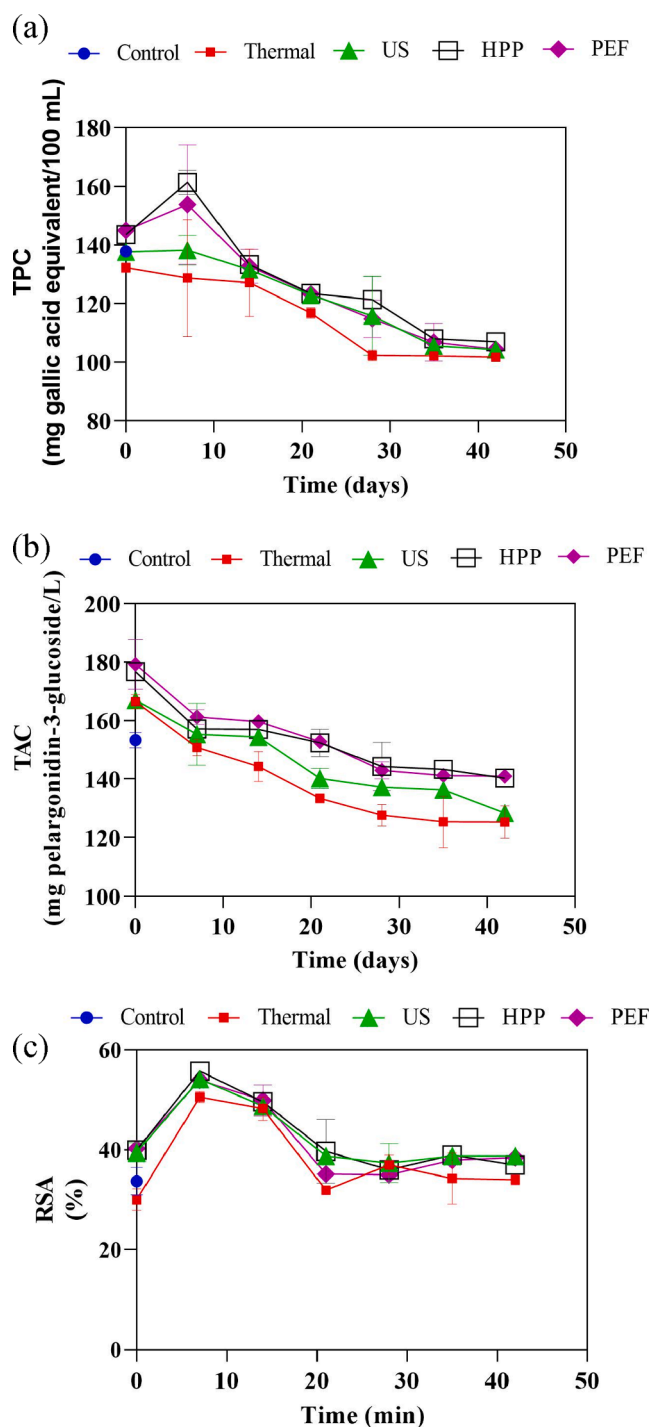 (a)
Control Thermal US HPP PEF
180
160
140
120
100
80
TPC
(mg gallic acid equivalent/100 mL)
0 10 20 30 40 50
Time (days)
(b)
Control Thermal US HPP PEF
200
180
160
140
120
100
TAC
(mg pelargonidin-3-glucoside/L)
0 10 20 30 40 50
Time (days)
(c)
Control Thermal US HPP PEF
60
40
20
0
RSA
(%)
0 10 20 30 40 50
Time (min)